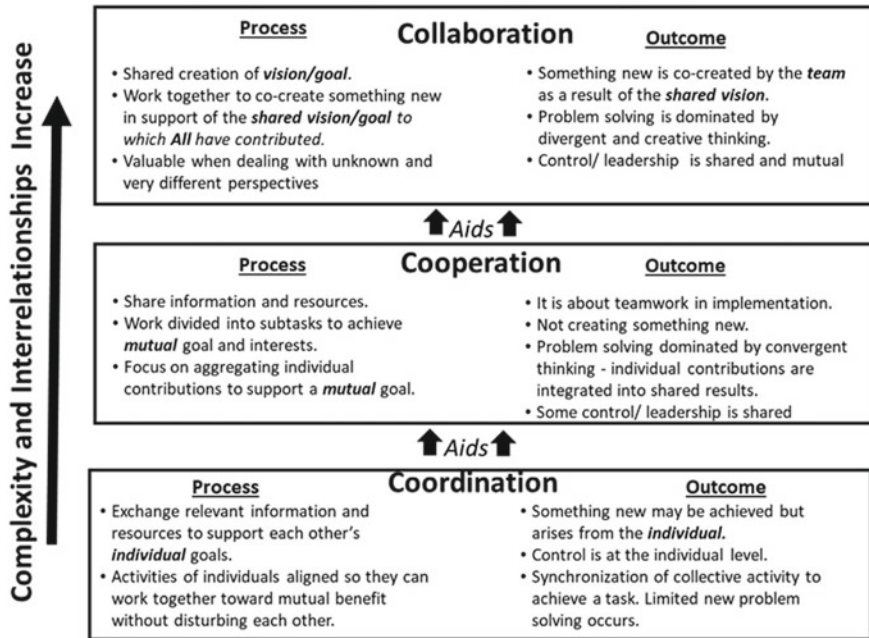 Complexity and Interrelationships Increase
Collaboration
Process
• Shared creation of vision/goal.
• Work together to co-create something new
in support of the shared vision/goal to
which All have contributed.
• Valuable when dealing with unknown and
very different perspectives
Outcome
• Something new is co-created by the team
as a result of the shared vision.
• Problem solving is dominated by
divergent and creative thinking.
• Control/ leadership is shared and mutual
Aids
Cooperation
Process
• Share information and resources.
• Work divided into subtasks to achieve
mutual goal and interests.
• Focus on aggregating individual
contributions to support a mutual goal.
Outcome
• It is about teamwork in implementation.
• Not creating something new.
• Problem solving dominated by convergent
thinking - individual contributions are
integrated into shared results.
• Some control/ leadership is shared
Aids
Coordination
Process
• Exchange relevant information and
resources to support each other's
individual goals.
• Activities of individuals aligned so they can
work together toward mutual benefit
without disturbing each other.
Outcome
• Something new may be achieved but
arises from the individual.
• Control is at the individual level.
• Synchronization of collective activity to
achieve a task. Limited new problem
solving occurs.